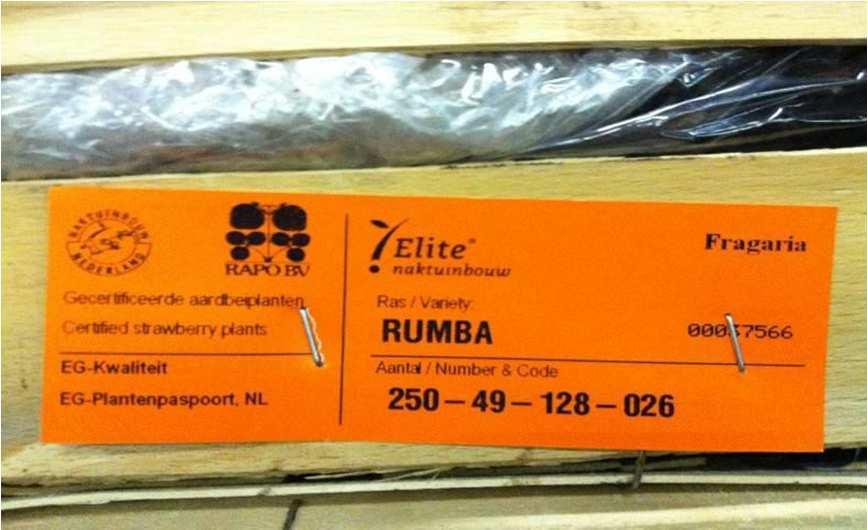 NAKTUINBOUW
NEDERLAND
RAPO BV
Gecertificeerde aardbeiplanten
Certified strawberry plants
EG-Kwaliteit
EG-Plantenpaspoort, NL
Elite®
naktuinbouw
Fragaria
Ras / Variety:
RUMBA
00037566
Aantal / Number & Code
250 – 49 – 128 – 026